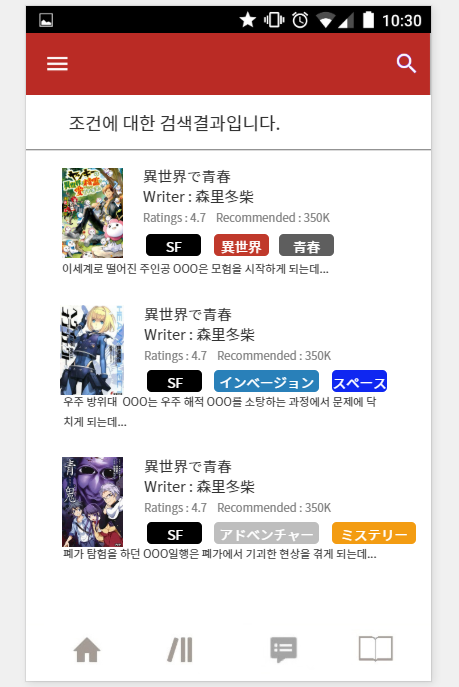 10:30
조건에 대한 검색결과입니다.
異世界で青春
Writer : 森里冬柴
Ratings : 4.7 Recommended : 350K
SF 異世界 青春
이세계로 떨어진 주인공 OOO은 모험을 시작하게 되는데...
異世界で青春
Writer : 森里冬柴
Ratings : 4.7 Recommended : 350K
SF インベージョン スペース
우주 방위대 OOO는 우주 해적 OOO를 소탕하는 과정에서 문제에 닥
치게 되는데...
青鬼
異世界で青春
Writer : 森里冬柴
Ratings : 4.7 Recommended : 350K
SF アドベンチャー ミステリー
폐가 탐험을 하던 OOO일행은 폐가에서 기괴한 현상을 겪게 되는데...